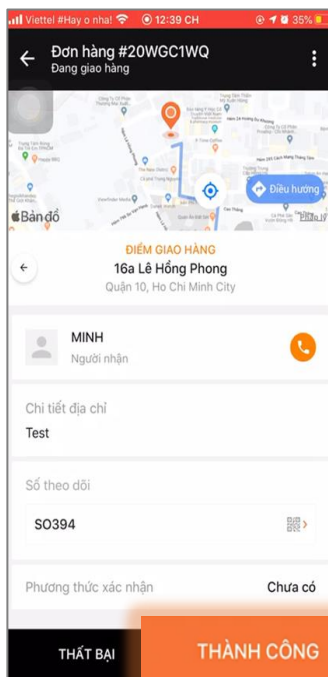 Viettel #Hay o nha!
12:39 CH
35%
Đơn hàng #20WGC1WQ
Đang giao hàng
Bản đồ
Điều hướng
ĐIỂM GIAO HÀNG
16a Lê Hồng Phong
Quận 10, Ho Chi Minh City
MINH
Người nhận
Chi tiết địa chỉ
Test
Số theo dõi
SO394
Phương thức xác nhận
Chưa có
THẤT BẠI
THÀNH CÔNG